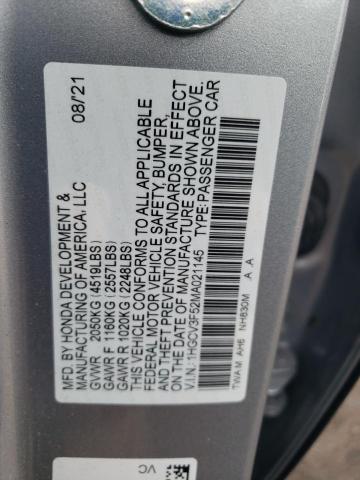 MFD. BY HONDA DEVELOPMENT & 08/21
MANUFACTURING OF AMERICA, LLC
GVWR 2050KG (4519LBS)
GAWR F 1160KG (2557LBS)
GAWR R 1020KG (2248LBS)
THIS VEHICLE CONFORMS TO ALL APPLICABLE
FEDERAL MOTOR VEHICLE SAFETY, BUMPER,
AND THEFT PREVENTION STANDARDS IN EFFECT
ON THE DATE OF MANUFACTURE SHOWN ABOVE.
V.I.N.: 1HGCV3F52MA021145 TYPE: PASSENGER CAR
TWA M AH6 NH830M A A
VC